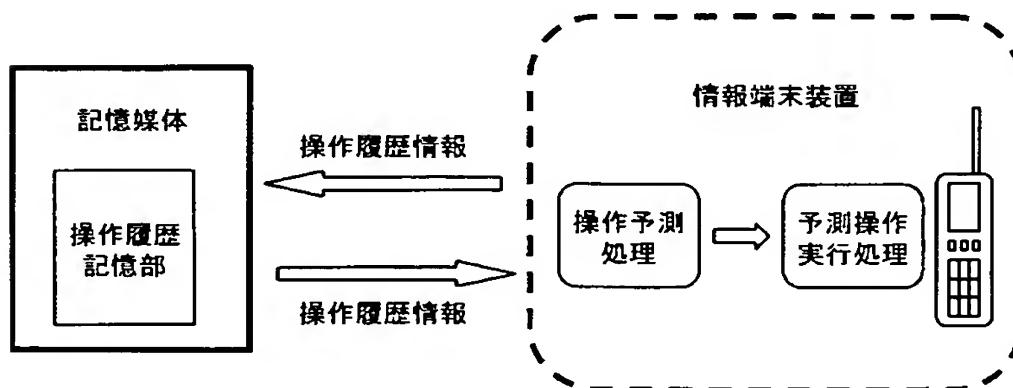 記憶媒体
操作履歴
記憶部
操作履歴情報
操作履歴情報
情報端末装置
操作予測
処理
予測操作
実行処理